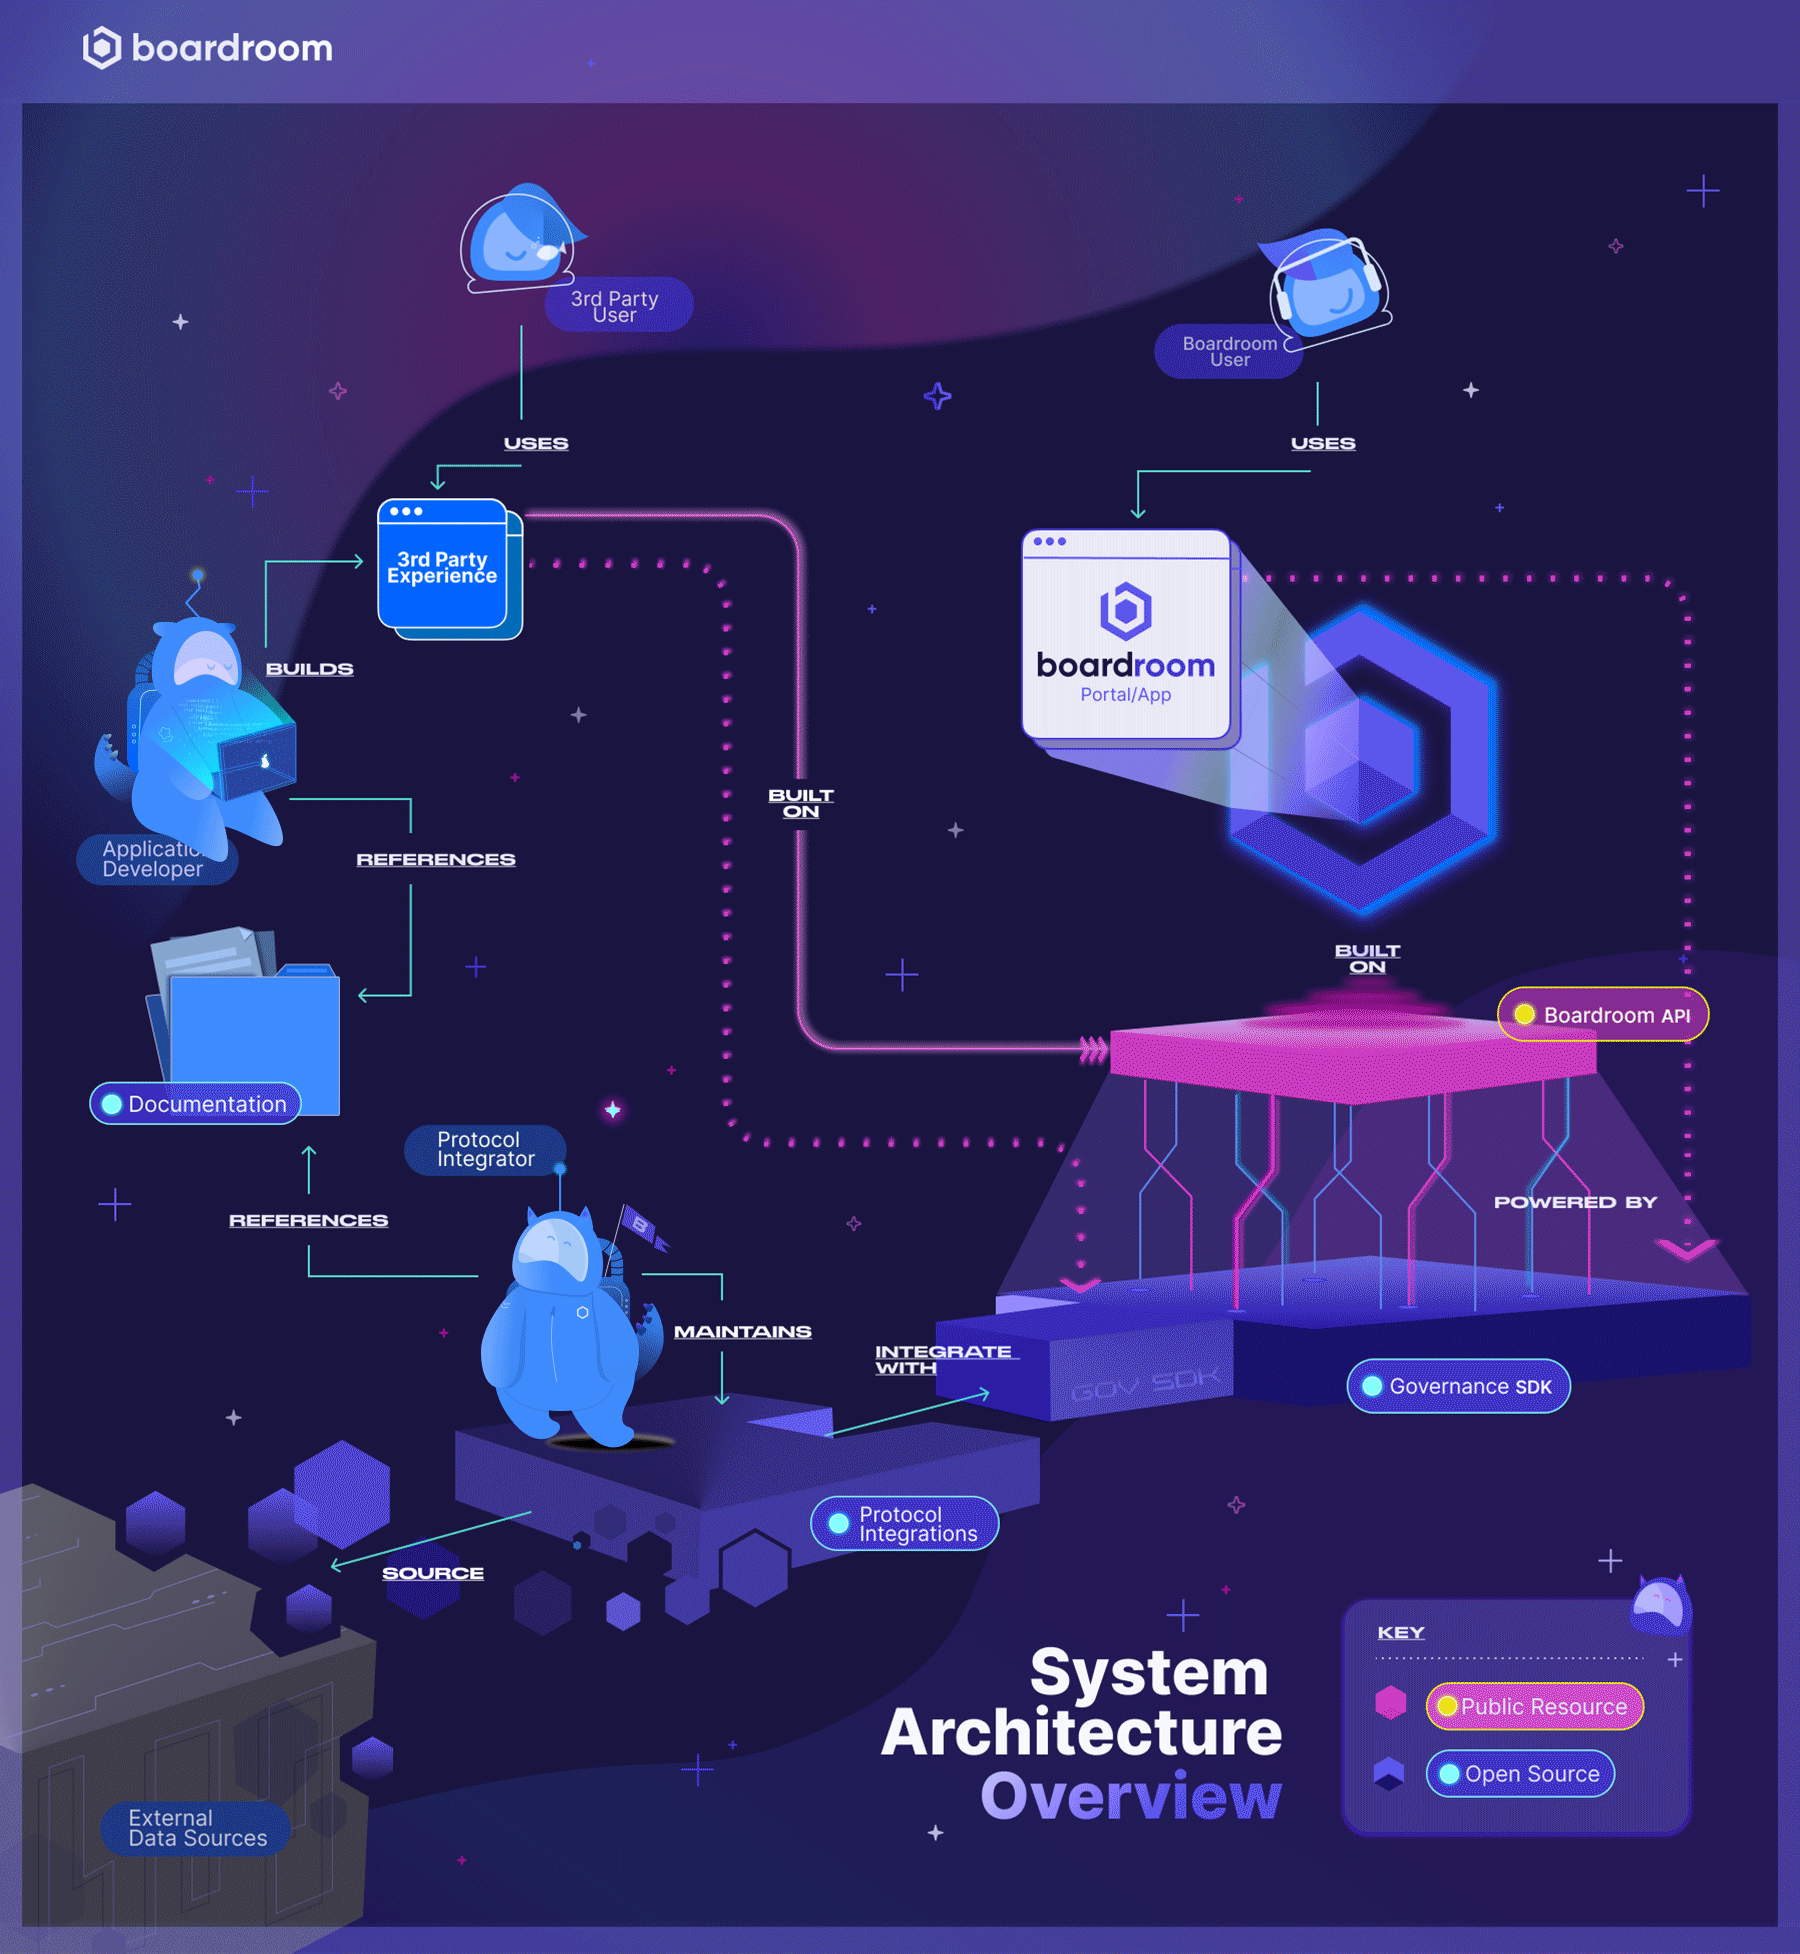 boardroom
3rd Party
User
Boardroom
User
USES
USES
3rd Party
Experience
boardroom
Portal/App
BUILDS
BUILT
ON
Application
Developer
REFERENCES
BUILT
ON
Boardroom API
Documentation
Protocol
Integrator
POWERED BY
REFERENCES
B
MAINTAINS
INTEGRATE
WITH
GOV SDK
Governance SDK
Protocol
Integrations
SOURCE
System
Architecture
Overview
KEY
Public Resource
Open Source
External
Data Sources